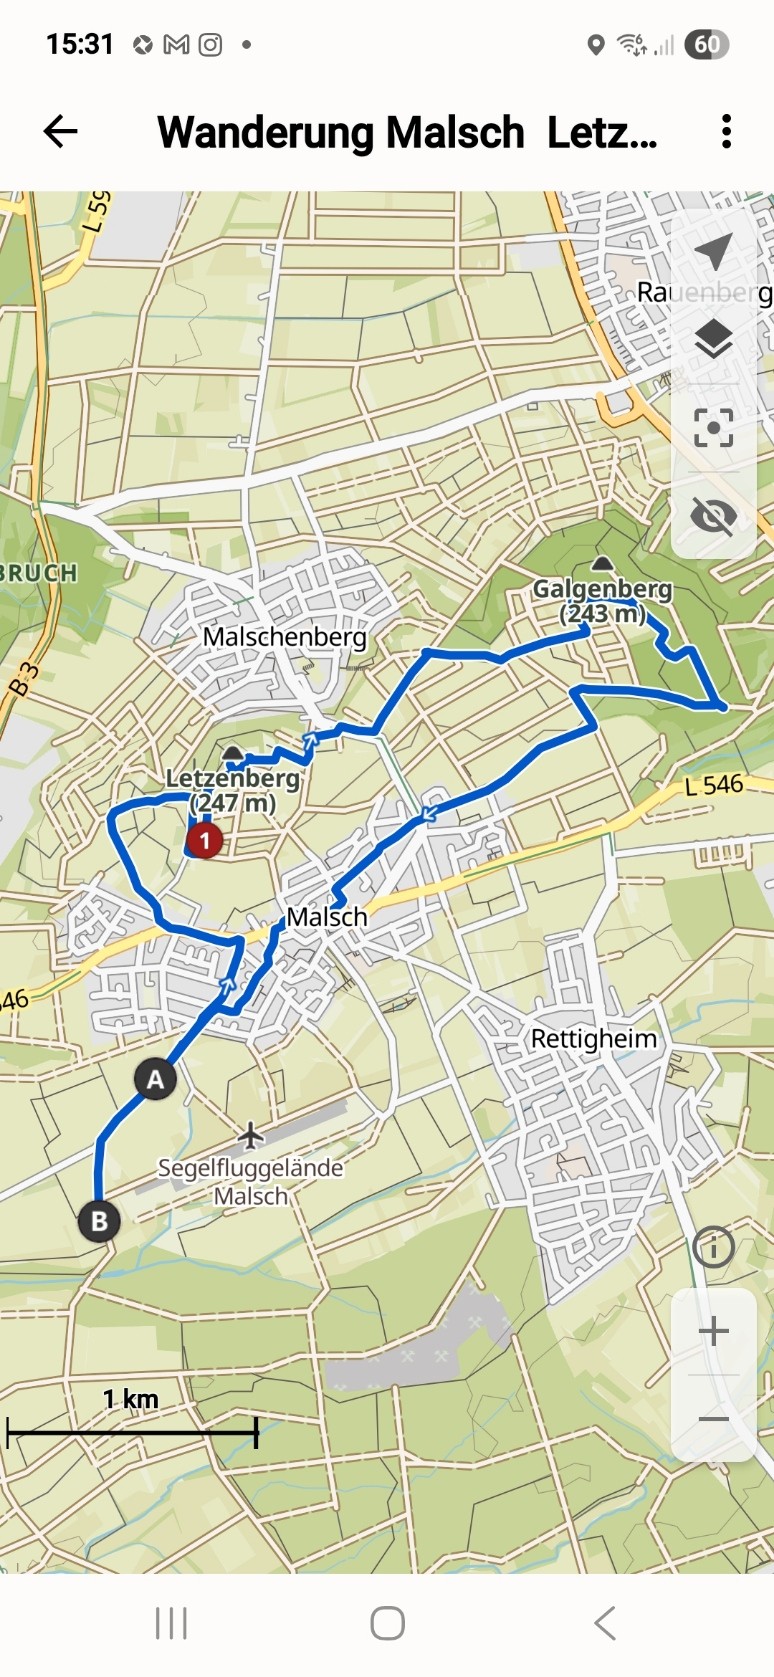 15:31
60
Wanderung Malsch  Letz...
L 59
Rauenberg
BRUCH
Galgenberg
(243 m)
Malschenberg
B 3
Letzenberg
(247 m)
L 546
1
Malsch
546
Rettigheim
A
Segelfluggelände
Malsch
B
1 km